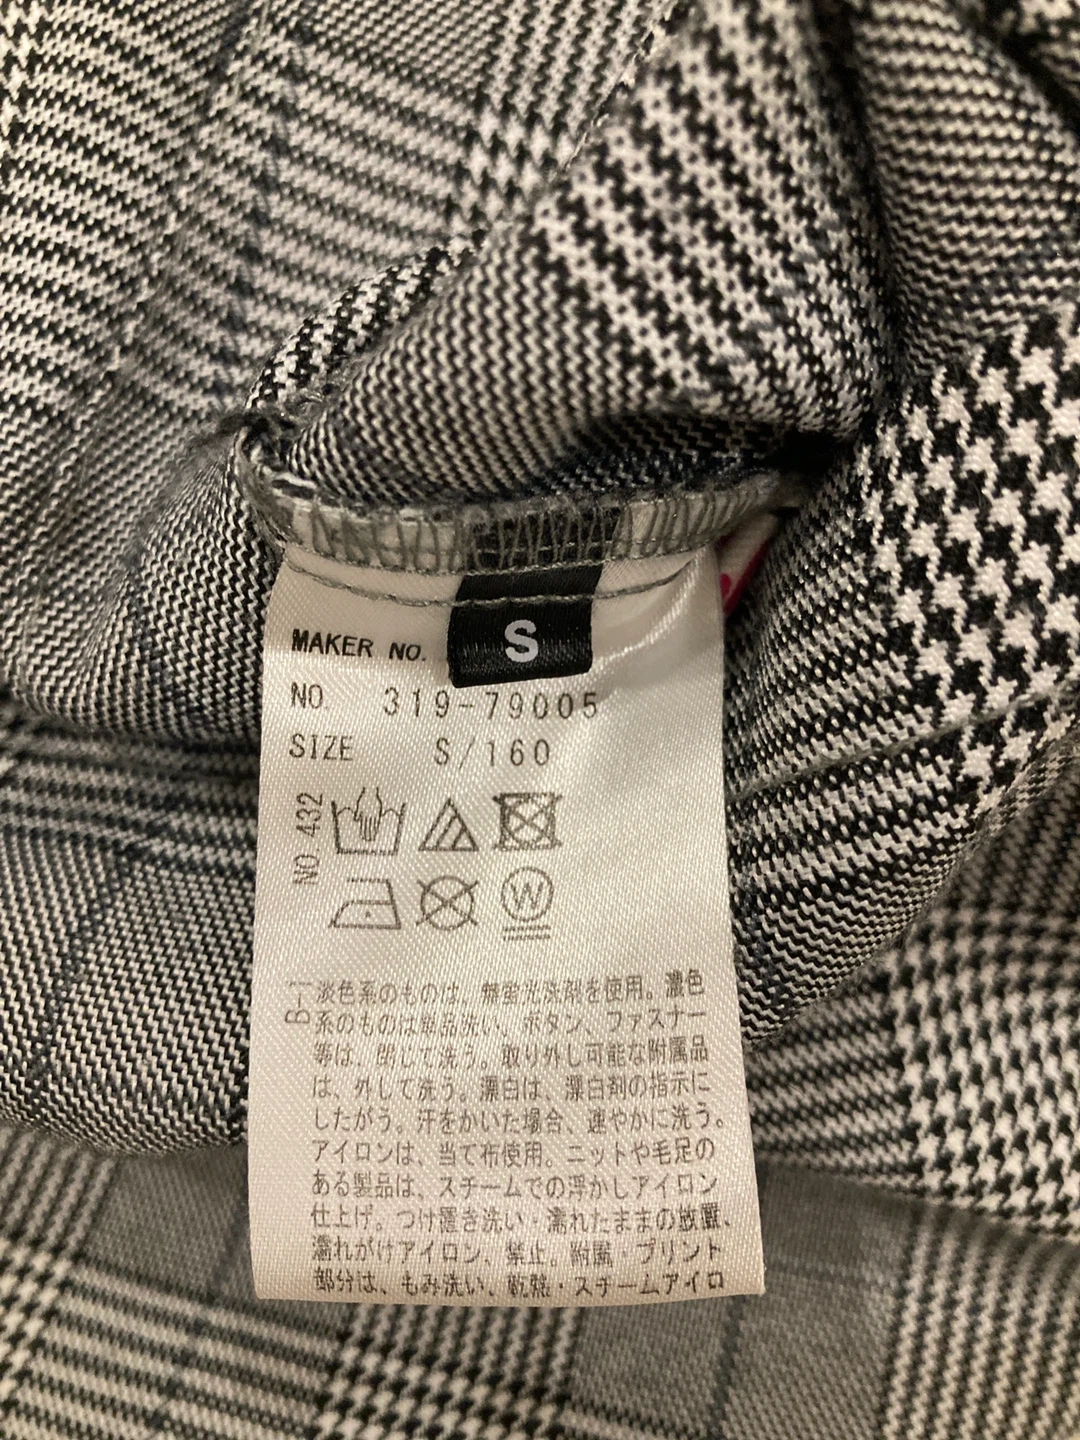 S
MAKER NO.
NO. 319-79005
SIZE S/160
NO. 432
W
B-1
淡色系のものは、無蛍光洗剤を使用。濃色
系のものは単品洗い、ボタン、ファスナー
等は、閉じて洗う。取り外し可能な附属品
は、外して洗う。漂白は、漂白剤の指示に
したがう。汗をかいた場合、速やかに洗う。
アイロンは、当て布使用。ニットや毛足の
ある製品は、スチームでの浮かしアイロン
仕上げ。つけ置き洗い・濡れたままの放置、
濡れがけアイロン、禁止。附属・プリント
部分は、もみ洗い、乾熱・スチームアイロ